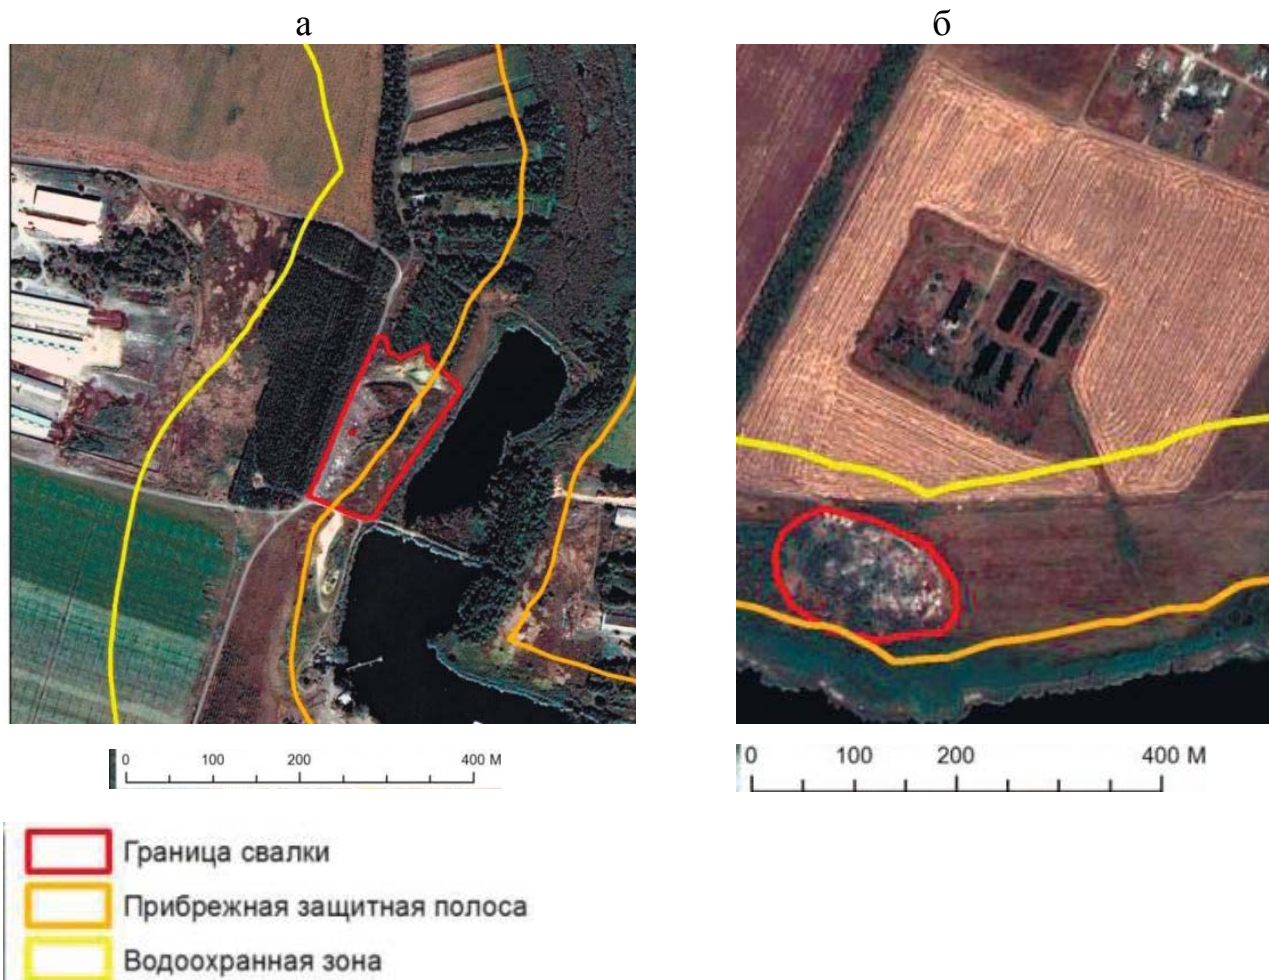 а
б
0 100 200 400 М
0 100 200 400 М
Граница свалки
Прибрежная защитная полоса
Водоохранная зона